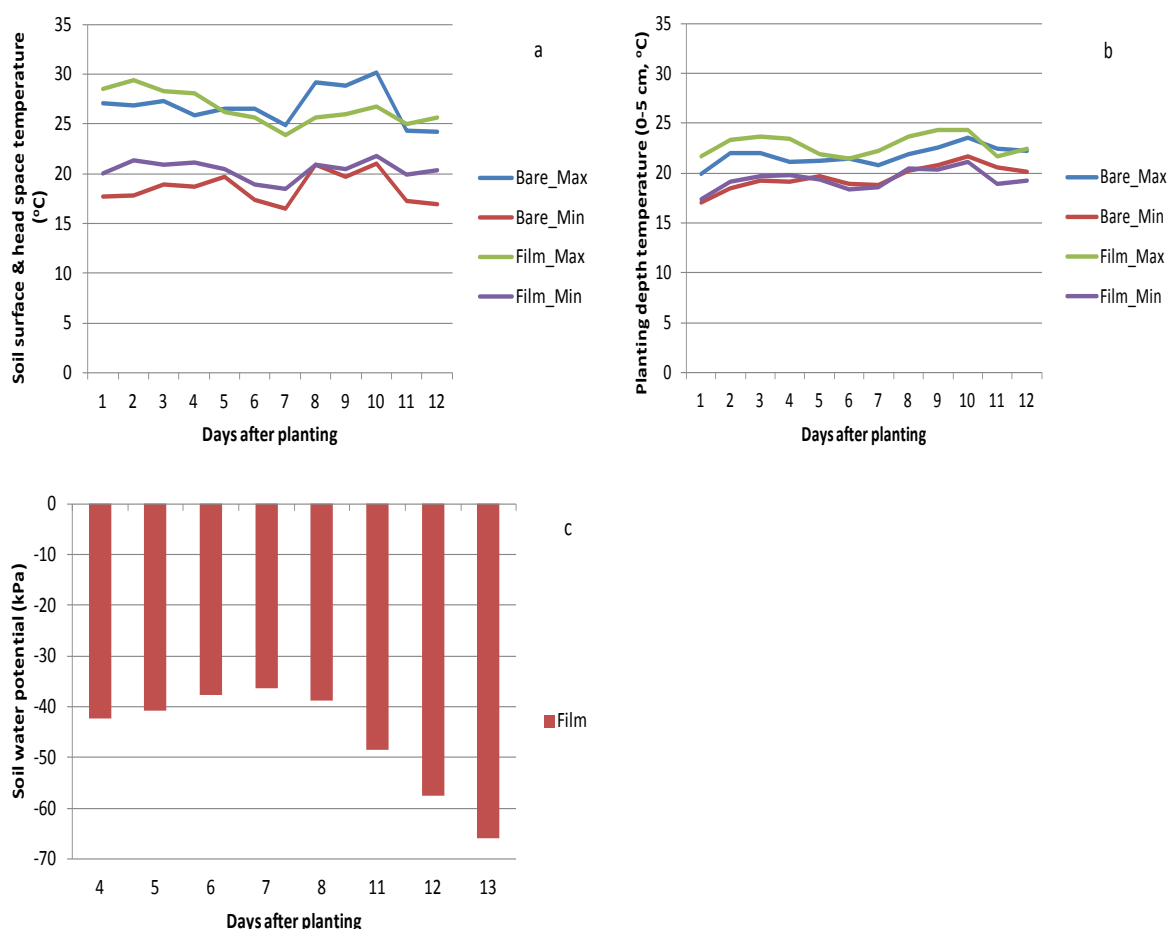 a
Soil surface & head space temperature
(°C)
35
30
25
20
15
10
5
0
1 2 3 4 5 6 7 8 9 10 11 12
Days after planting
Bare_Max
Bare_Min
Film_Max
Film_Min
b
Planting depth temperature (0-5 cm, °C)
35
30
25
20
15
10
5
0
1 2 3 4 5 6 7 8 9 10 11 12
Days after planting
Bare_Max
Bare_Min
Film_Max
Film_Min
c
Soil water potential (kPa)
0
-10
-20
-30
-40
-50
-60
-70
4 5 6 7 8 11 12 13
Days after planting
Film